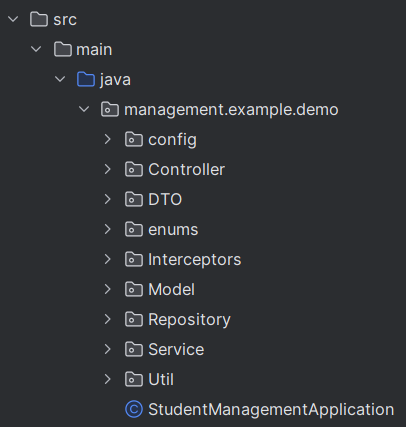 src
main
java
management.example.demo
config
Controller
DTO
enums
Interceptors
Model
Repository
Service
Util
C StudentManagementApplication